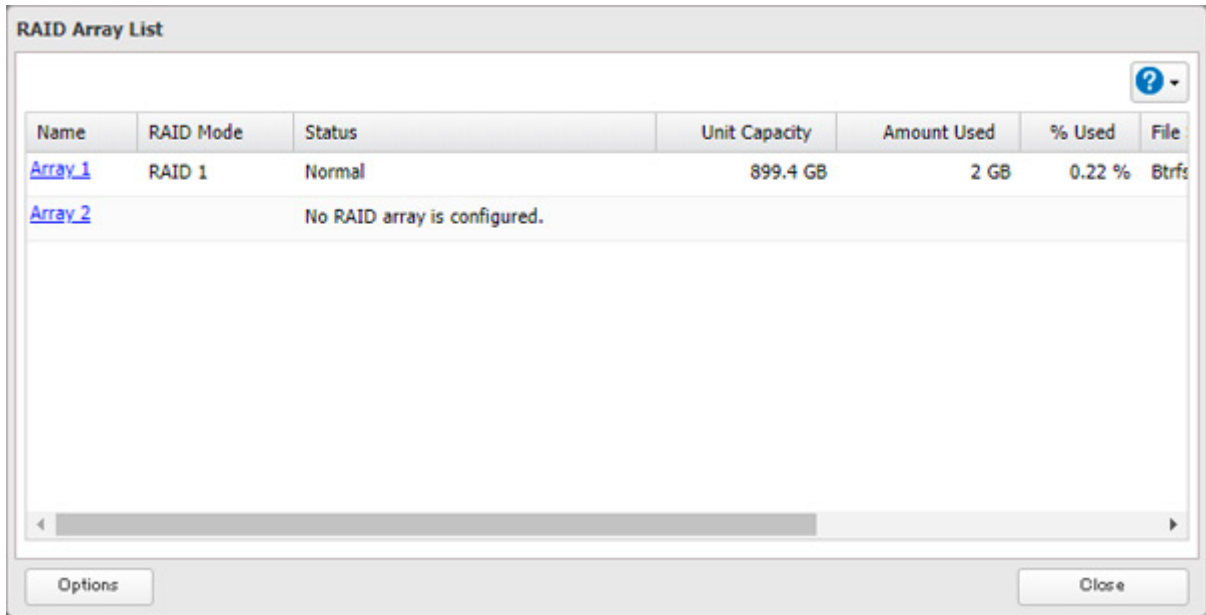 RAID Array List
?
Name RAID Mode Status Unit Capacity Amount Used % Used File
Array 1 RAID 1 Normal 899.4 GB 2 GB 0.22 % Btrfs
Array 2 No RAID array is configured.
Options Close